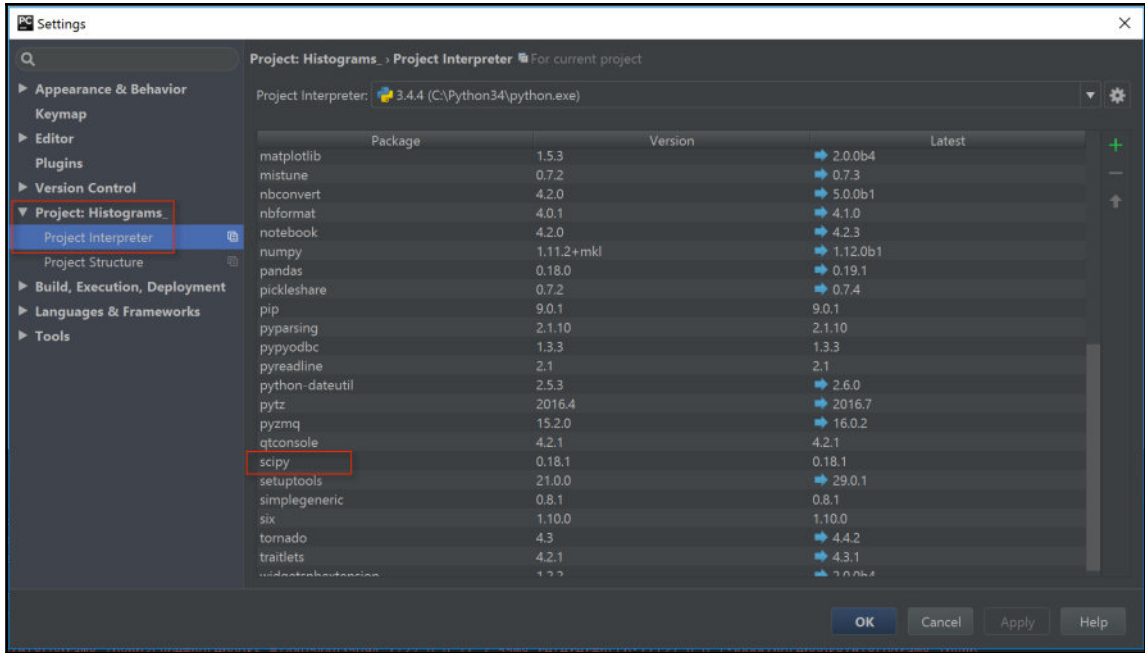 PC Settings
Project: Histograms_ › Project Interpreter For current project
Appearance & Behavior
Keymap
Editor
Plugins
Version Control
Project: Histograms_
Project Interpreter
Project Structure
Build, Execution, Deployment
Languages & Frameworks
Tools
Project Interpreter: 3.4.4 (C:\Python34\python.exe)
Package Version Latest
matplotlib 1.5.3 2.0.0b4
mistune 0.7.2 0.7.3
nbconvert 4.2.0 5.0.0b1
nbformat 4.0.1 4.1.0
notebook 4.2.0 4.2.3
numpy 1.11.2+mkl 1.12.0b1
pandas 0.18.0 0.19.1
pickleshare 0.7.2 0.7.4
pip 9.0.1 9.0.1
pyparsing 2.1.10 2.1.10
pypyodbc 1.3.3 1.3.3
pyreadline 2.1 2.1
python-dateutil 2.5.3 2.6.0
pytz 2016.4 2016.7
pyzmq 15.2.0 16.0.2
qtconsole 4.2.1 4.2.1
scipy 0.18.1 0.18.1
setuptools 21.0.0 29.0.1
simplegeneric 0.8.1 0.8.1
six 1.10.0 1.10.0
tornado 4.3 4.4.2
traitlets 4.2.1 4.3.1
OK Cancel Apply Help